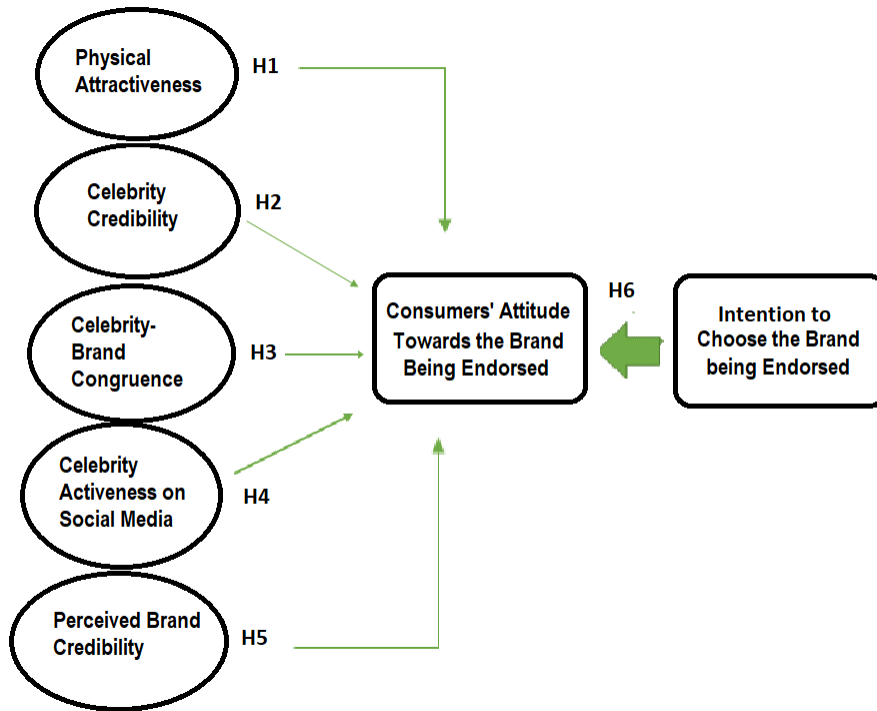 Physical
Attractiveness
H1
Celebrity
Credibility
H2
Celebrity-
Brand
Congruence
H3
Celebrity
Activeness on
Social Media
H4
Perceived Brand
Credibility
H5
Consumers' Attitude
Towards the Brand
Being Endorsed
H6
Intention to
Choose the Brand
being Endorsed